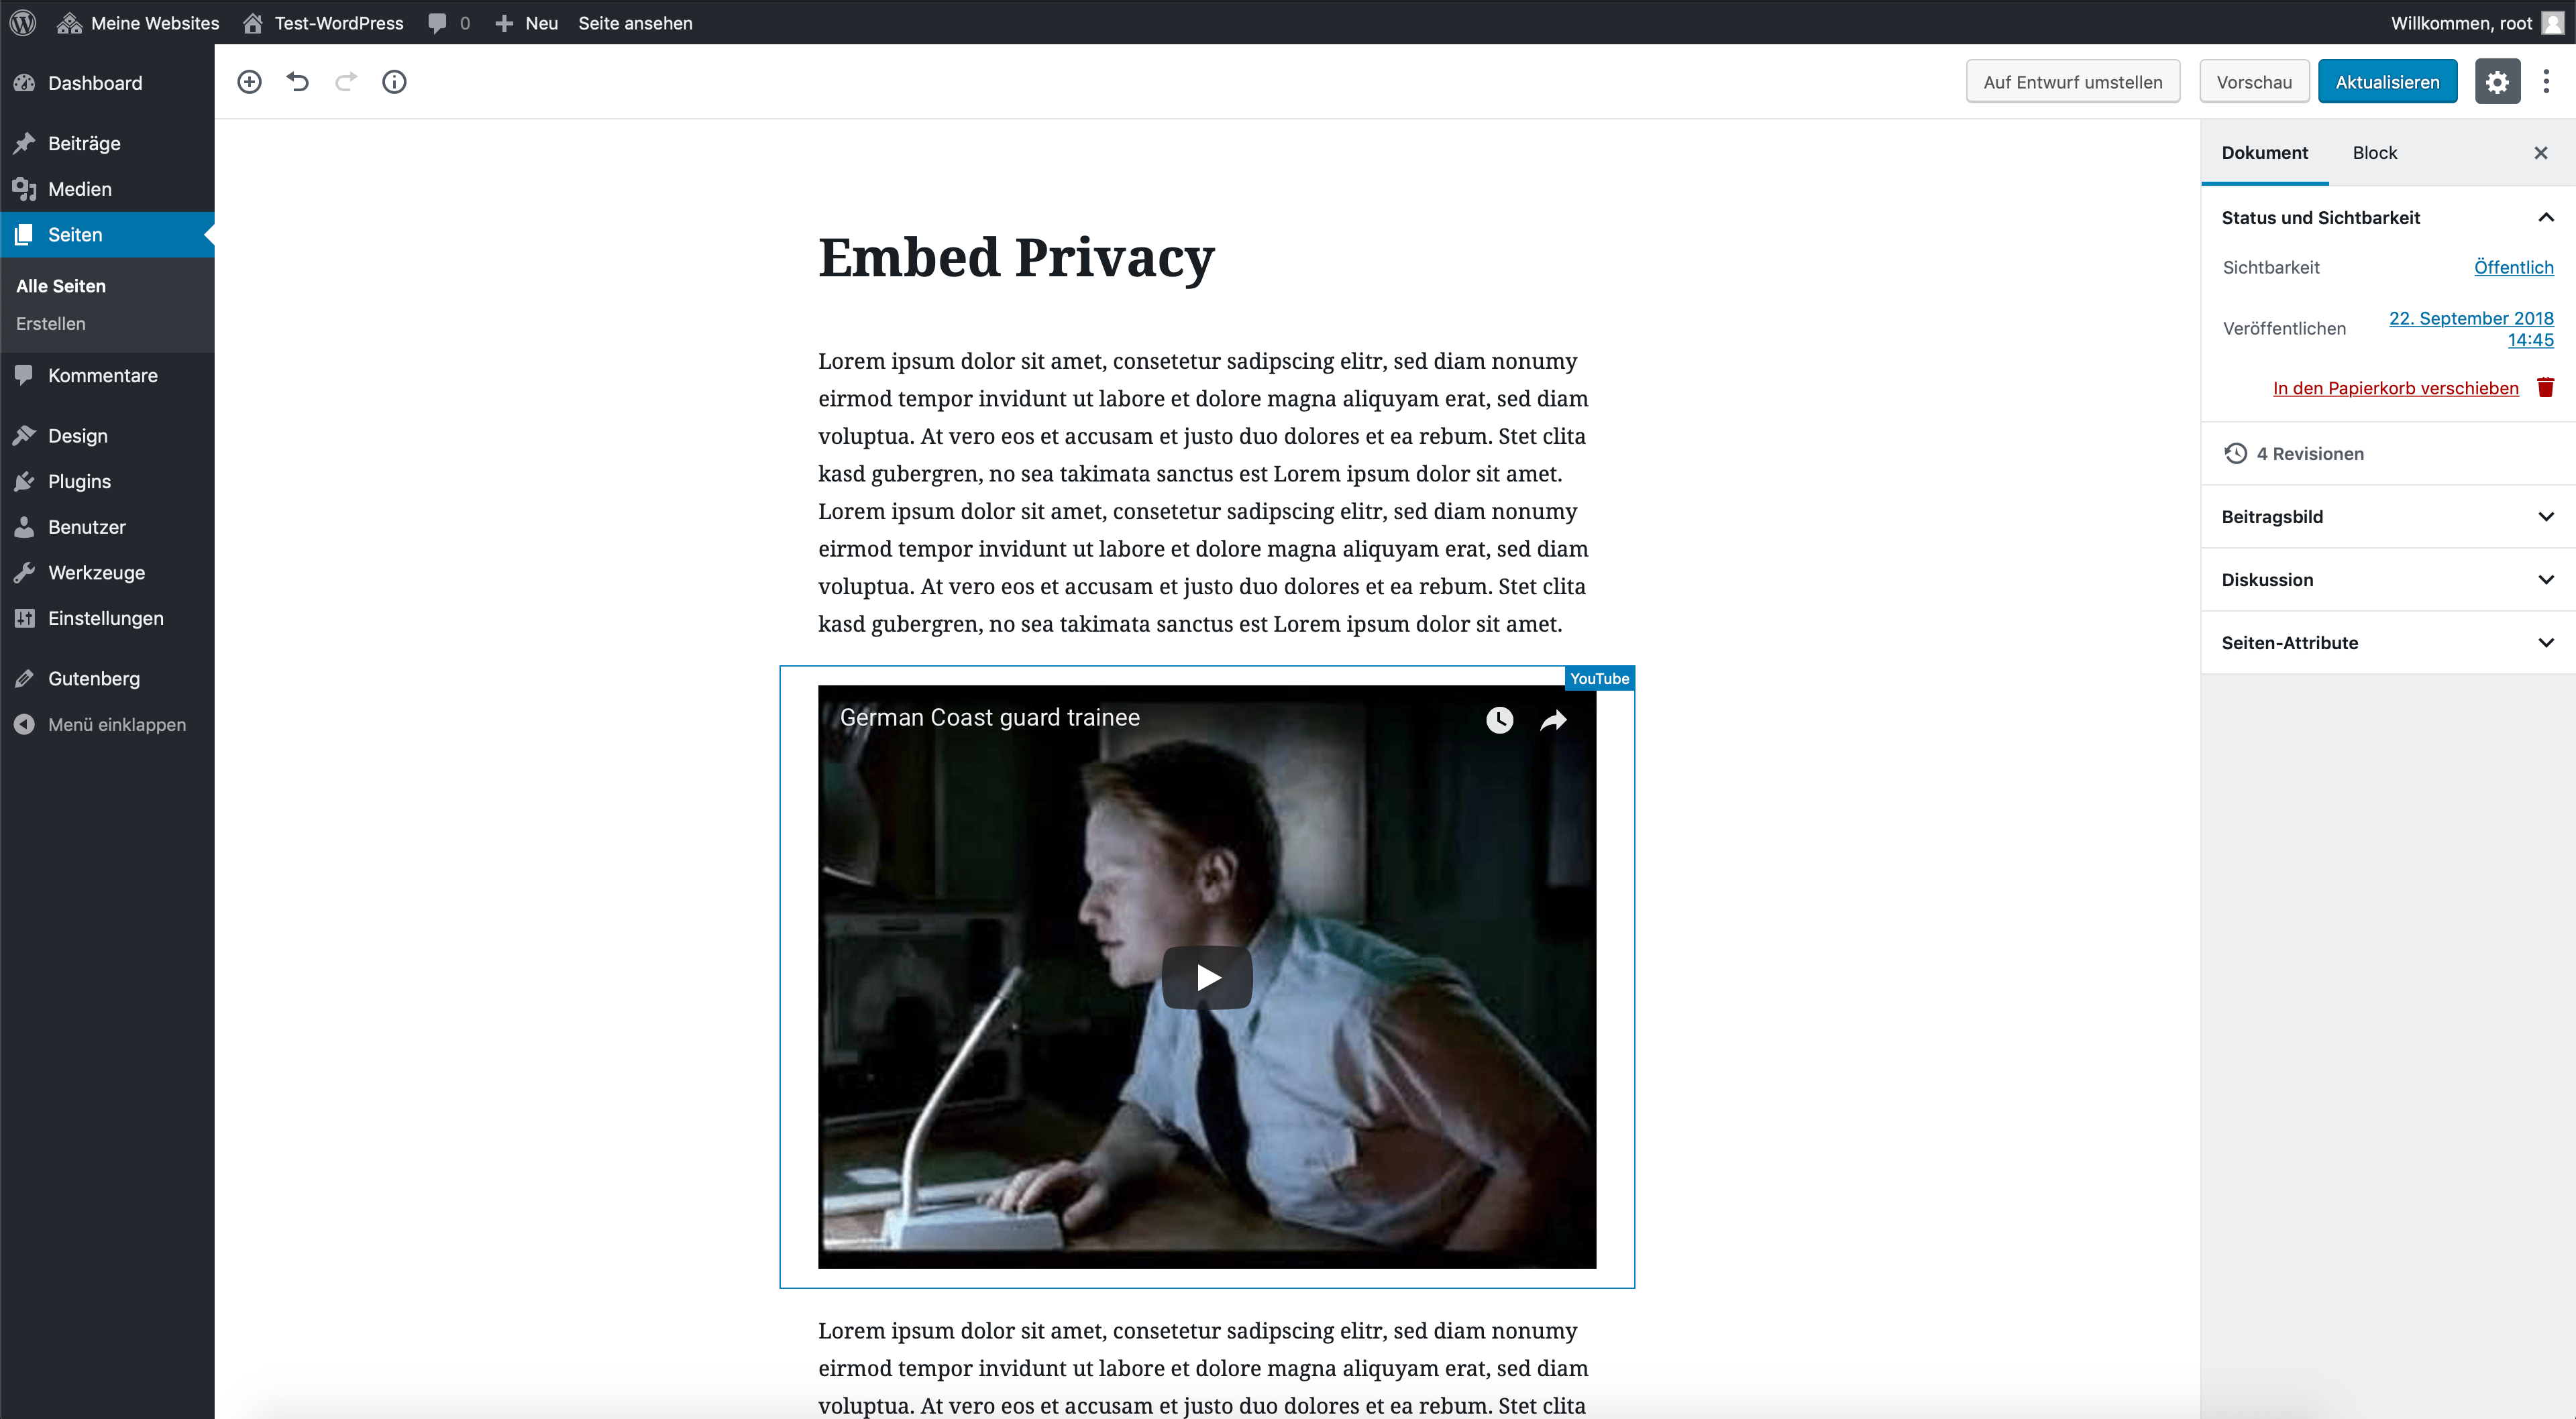 Meine Websites
Test-WordPress
0
Neu
Seite ansehen
Willkommen, root
Dashboard
Beiträge
Medien
Seiten
Alle Seiten
Erstellen
Kommentare
Design
Plugins
Benutzer
Werkzeuge
Einstellungen
Gutenberg
Menü einklappen
Auf Entwurf umstellen
Vorschau
Aktualisieren
Embed Privacy
Lorem ipsum dolor sit amet, consetetur sadipscing elitr, sed diam nonumy
eirmod tempor invidunt ut labore et dolore magna aliquyam erat, sed diam
voluptua. At vero eos et accusam et justo duo dolores et ea rebum. Stet clita
kasd gubergren, no sea takimata sanctus est Lorem ipsum dolor sit amet.
Lorem ipsum dolor sit amet, consetetur sadipscing elitr, sed diam nonumy
eirmod tempor invidunt ut labore et dolore magna aliquyam erat, sed diam
voluptua. At vero eos et accusam et justo duo dolores et ea rebum. Stet clita
kasd gubergren, no sea takimata sanctus est Lorem ipsum dolor sit amet.
YouTube
German Coast guard trainee
Lorem ipsum dolor sit amet, consetetur sadipscing elitr, sed diam nonumy
eirmod tempor invidunt ut labore et dolore magna aliquyam erat, sed diam
voluptua. At vero eos et accusam et justo duo dolores et ea rebum. Stet clita
Dokument
Block
Status und Sichtbarkeit
Sichtbarkeit
Öffentlich
Veröffentlichen
22. September 2018
14:45
In den Papierkorb verschieben
4 Revisionen
Beitragsbild
Diskussion
Seiten-Attribute